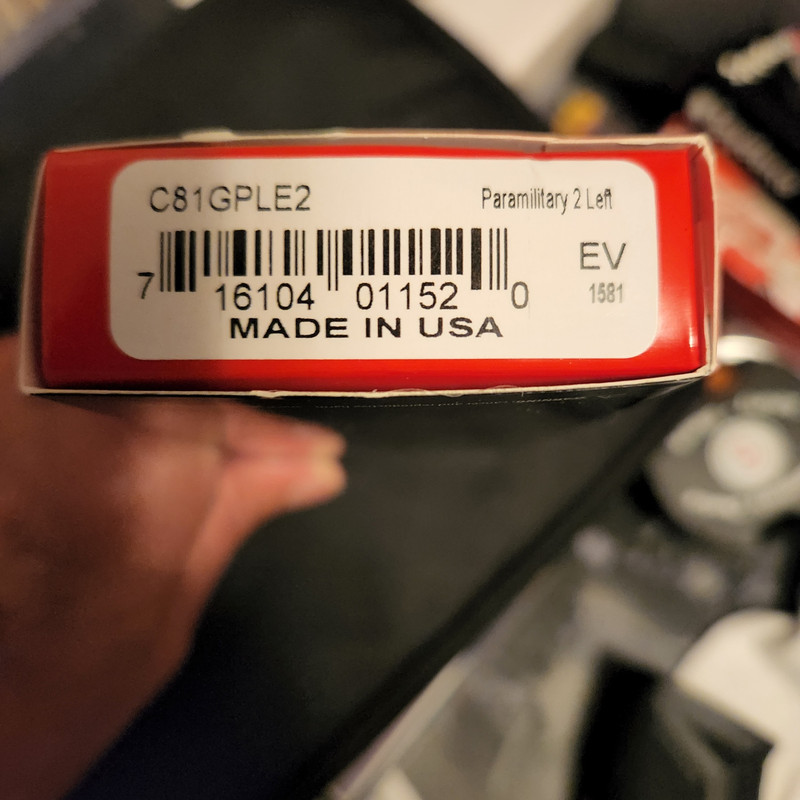 C81GPLE2 Paramilitary 2 Left
EV
7 16104 01152 0 1581
MADE IN USA